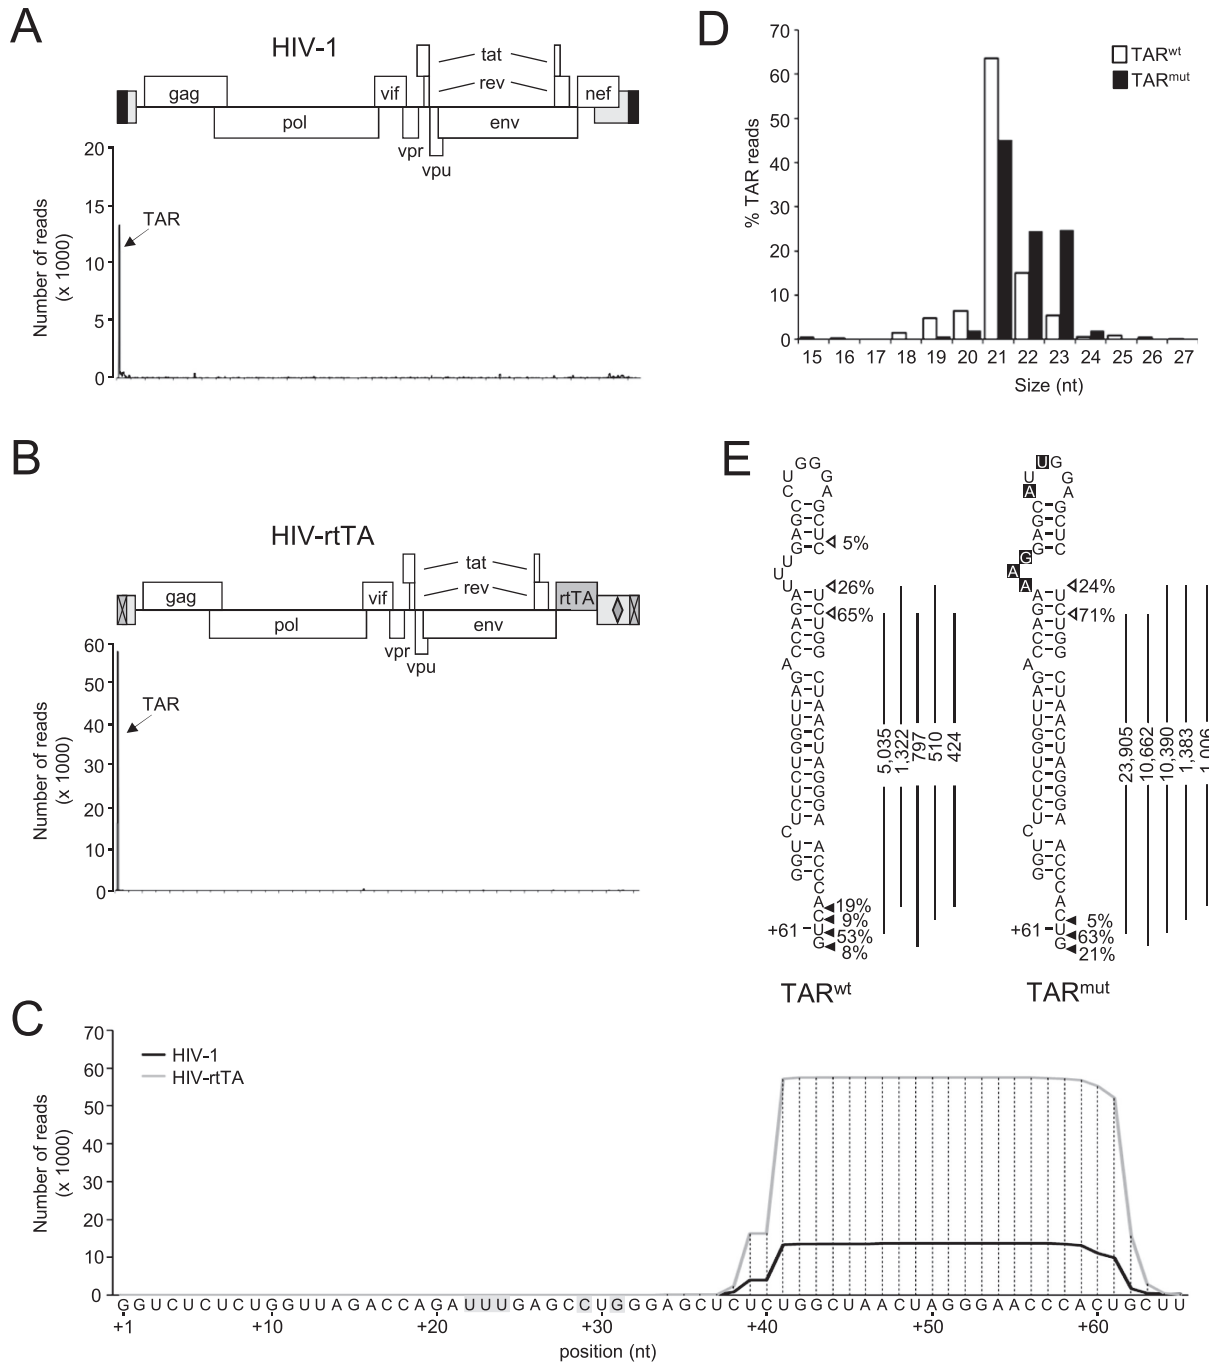 A
HIV-1
tat
rev
gag
vif
nef
pol
env
vpr
vpu
Number of reads
(x 1000)
20
15
10
5
0
TAR
B
HIV-rtTA
tat
rev
gag
vif
rtTA
pol
env
vpr
vpu
Number of reads
(x 1000)
60
50
40
30
20
10
0
TAR
C
Number of reads
(x 1000)
70
60
50
40
30
20
10
0
HIV-1
HIV-rtTA
GGUCUCUCUGGUUAGACCAGAUUUGAGCCUGGGAGCUCUCUGGCUAACUAGGGAACCCACUGCUU
+1 +10 +20 +30 +40 +50 +60
position (nt)
D
% TAR reads
70
60
50
40
30
20
10
0
TARwt
TARmut
15 16 17 18 19 20 21 22 23 24 25 26 27
Size (nt)
E
5%
26%
65%
5,035
1,322
797
510
424
19%
9%
53%
8%
+61
TARwt
24%
71%
23,905
10,662
10,390
1,383
1,006
5%
63%
21%
+61
TARmut